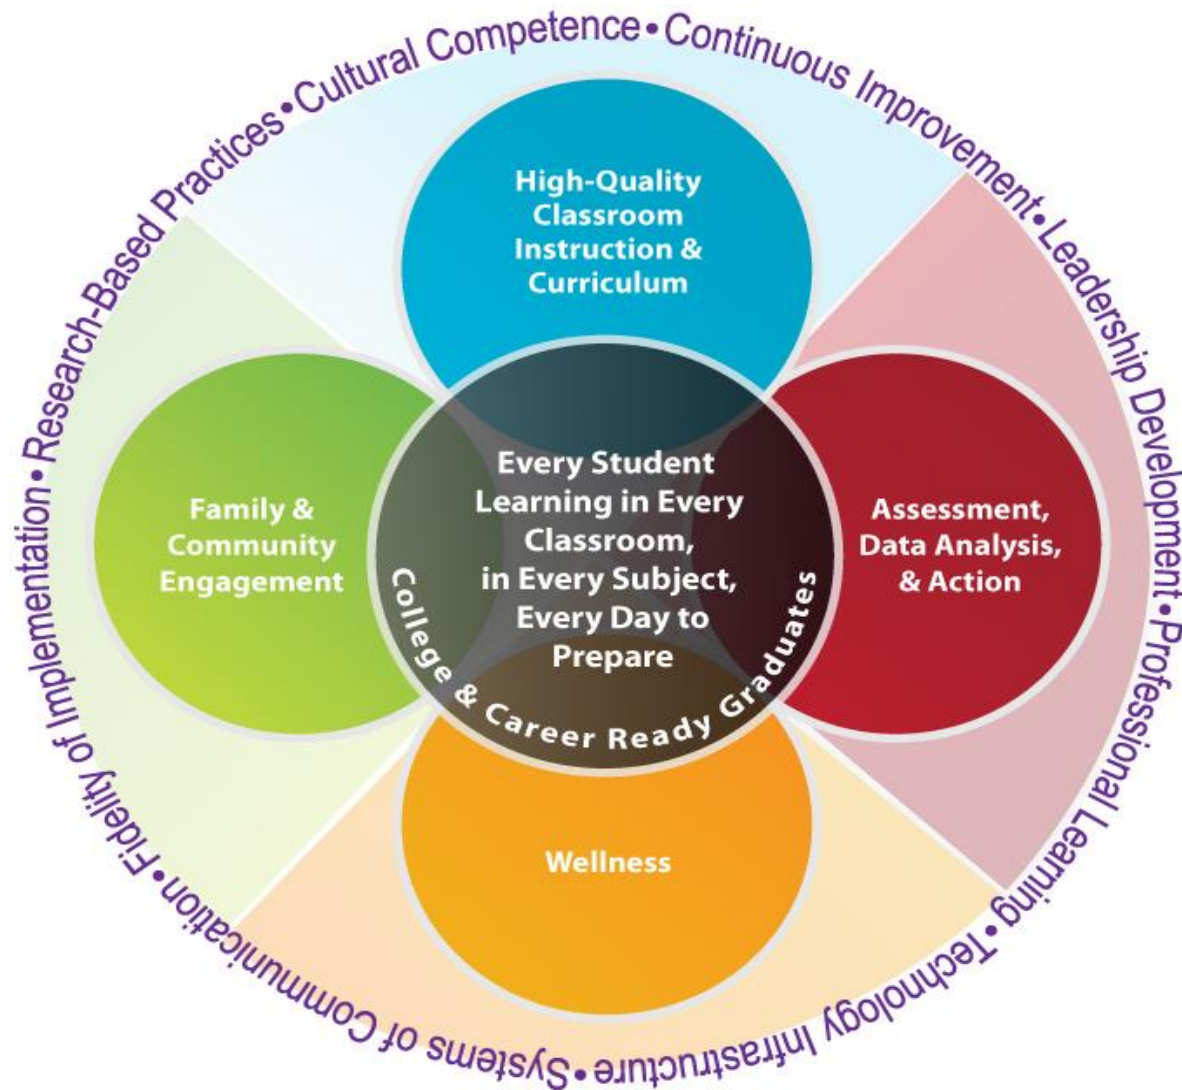 Fidelity of Implementation • Research-Based Practices • Cultural Competence • Continuous Improvement • Leadership Development • Professional Learning • Technology Infrastructure • Systems of Communication •
High-Quality
Classroom
Instruction &
Curriculum
Family &
Community
Engagement
Every Student
Learning in Every
Classroom,
in Every Subject,
Every Day to
Prepare
College & Career Ready Graduates
Assessment,
Data Analysis,
& Action
Wellness